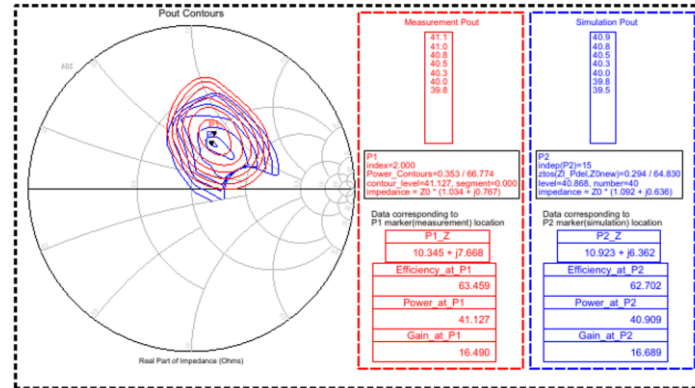 Pout Contours
ADS
P1
Real Part of Impedance (Ohms)
Measurement Pout
41.1
41.0
40.8
40.5
40.3
40.0
39.8
P1
index=2.000
Power_Contours=0.353 / 66.774
contour_level=41.127, segment=0.000
impedance = Z0 * (1.034 + j0.767)
Data corresponding to
P1 marker(measurement) location
P1_Z
10.345 + j7.668
Efficiency_at_P1
63.459
Power_at_P1
41.127
Gain_at_P1
16.490
Simulation Pout
40.9
40.8
40.5
40.3
40.0
39.8
39.5
P2
indep(P2)=15
ztos(Zl_Pdel,Z0new)=0.294 / 64.830
level=40.868, number=40
impedance = Z0 * (1.092 + j0.636)
Data corresponding to
P2 marker(simulation) location
P2_Z
10.923 + j6.362
Efficiency_at_P2
62.702
Power_at_P2
40.909
Gain_at_P2
16.689